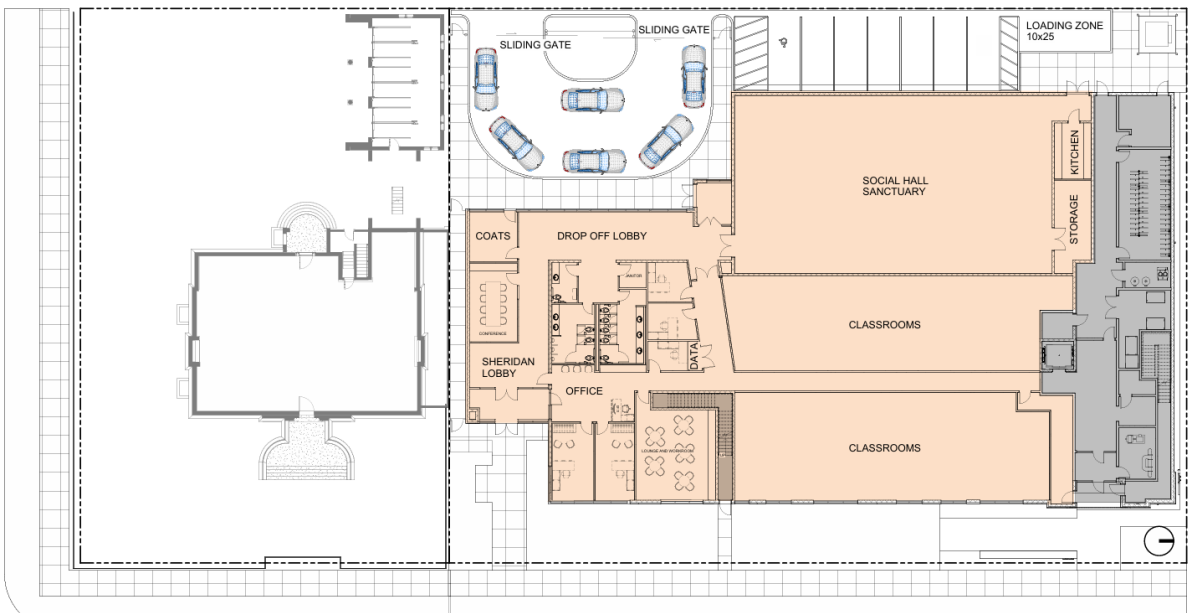 SLIDING GATE
SLIDING GATE
LOADING ZONE
10x25
SOCIAL HALL
SANCTUARY
KITCHEN
STORAGE
COATS
DROP OFF LOBBY
JANITOR
CONFERENCE
CLASSROOMS
SHERIDAN
LOBBY
DATA
OFFICE
LOUNGE AND WORKROOM
CLASSROOMS